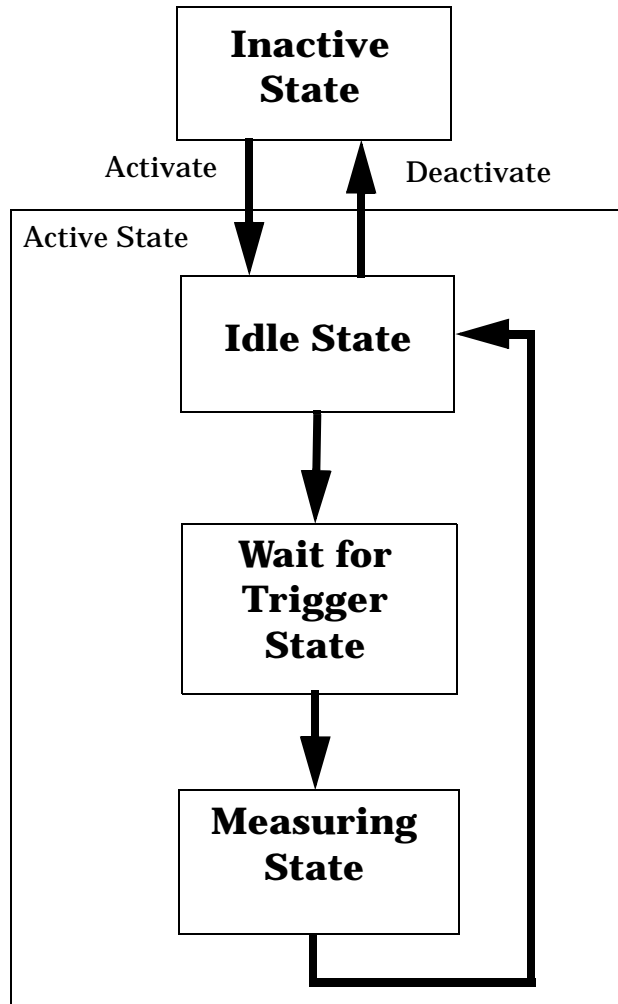 Inactive
State
Activate
Deactivate
Active State
Idle State
Wait for
Trigger
State
Measuring
State